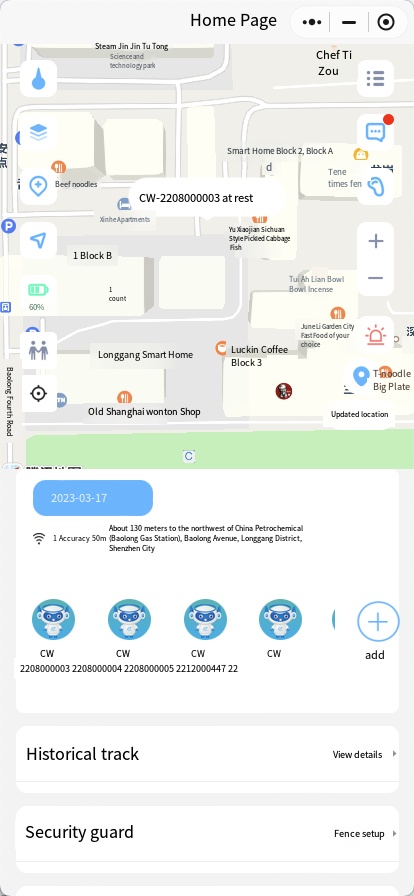 Home Page
Steam Jin Jin Tu Tong
Science and
technology park
Chef Ti
Zou
Smart Home Block 2, Block A
d
Tene
times fen
Beef noodles
CW-2208000003 at rest
Xinhe Apartments
Yu Xiaojian Sichuan
Style Pickled Cabbage
Fish
P
1 Block B
1
count
Tui Ah Lian Bowl
Bowl Incense
60%
June Li Garden City
Fast Food of your
choice
Longgang Smart Home
Luckin Coffee
Block 3
T-noodle
Big Plate
Baolong Fourth Road
Old Shanghai wonton Shop
Updated location
2023-03-17
1 Accuracy 50m
About 130 meters to the northwest of China Petrochemical
(Baolong Gas Station), Baolong Avenue, Longgang District,
Shenzhen City
CW CW CW CW
2208000003 2208000004 2208000005 2212000447 22
add
Historical track
View details
Security guard
Fence setup